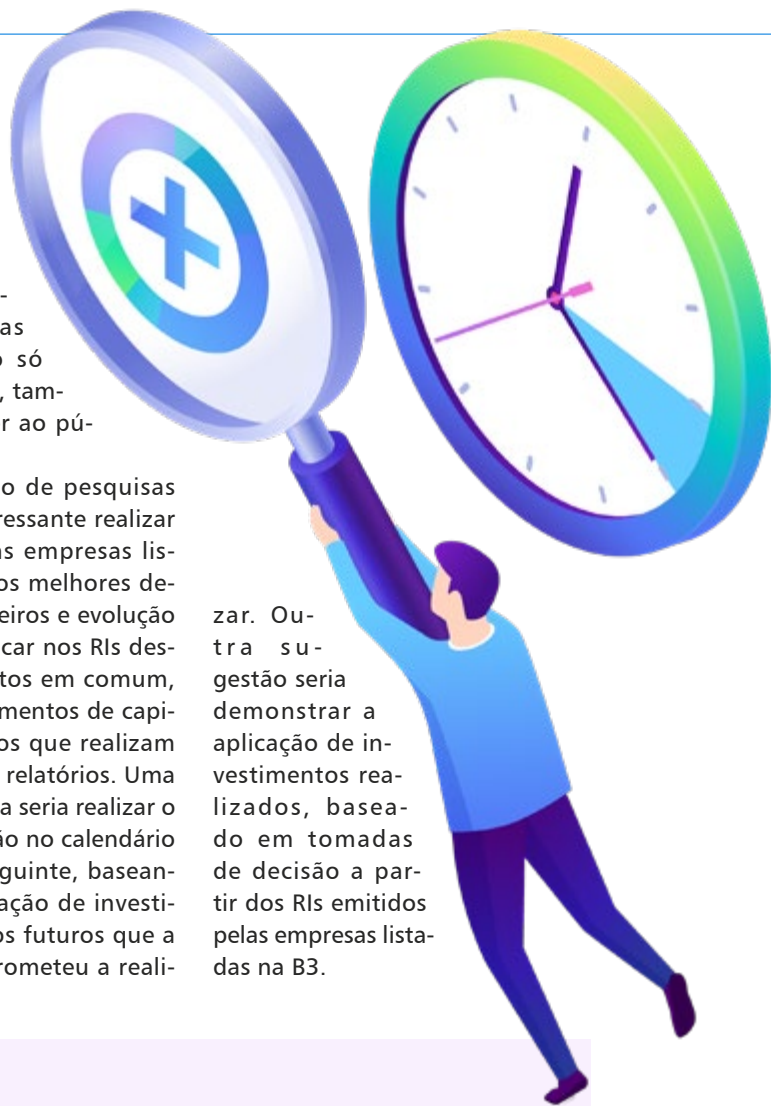 -
as
só
, tam-
r ao pú-
o de pesquisas
ressante realizar
as empresas lis-
os melhores de-
eiros e evolução
car nos RIs des-
tos em comum,
mentos de capi-
os que realizam
relatórios. Uma
a seria realizar o
ão no calendário
guinte, basean-
ação de investi-
os futuros que a
rometeu a reali-
zar. Ou-
tra su-
gestão seria
demonstrar a
aplicação de in-
vestimentos rea-
lizados, basea-
do em tomadas
de decisão a par-
tir dos RIs emitidos
pelas empresas lista-
das na B3.